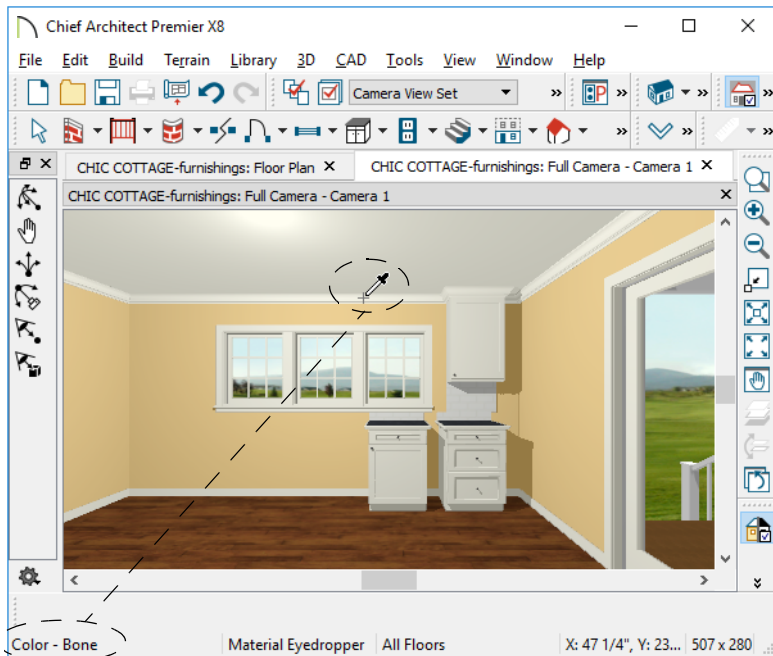 Chief Architect Premier X8
File Edit Build Terrain Library 3D CAD Tools View Window Help
Camera View Set
CHIC COTTAGE-furnishings: Floor Plan
CHIC COTTAGE-furnishings: Full Camera - Camera 1
CHIC COTTAGE-furnishings: Full Camera - Camera 1
Color - Bone Material Eyedropper All Floors X: 47 1/4", Y: 23... 507 x 280